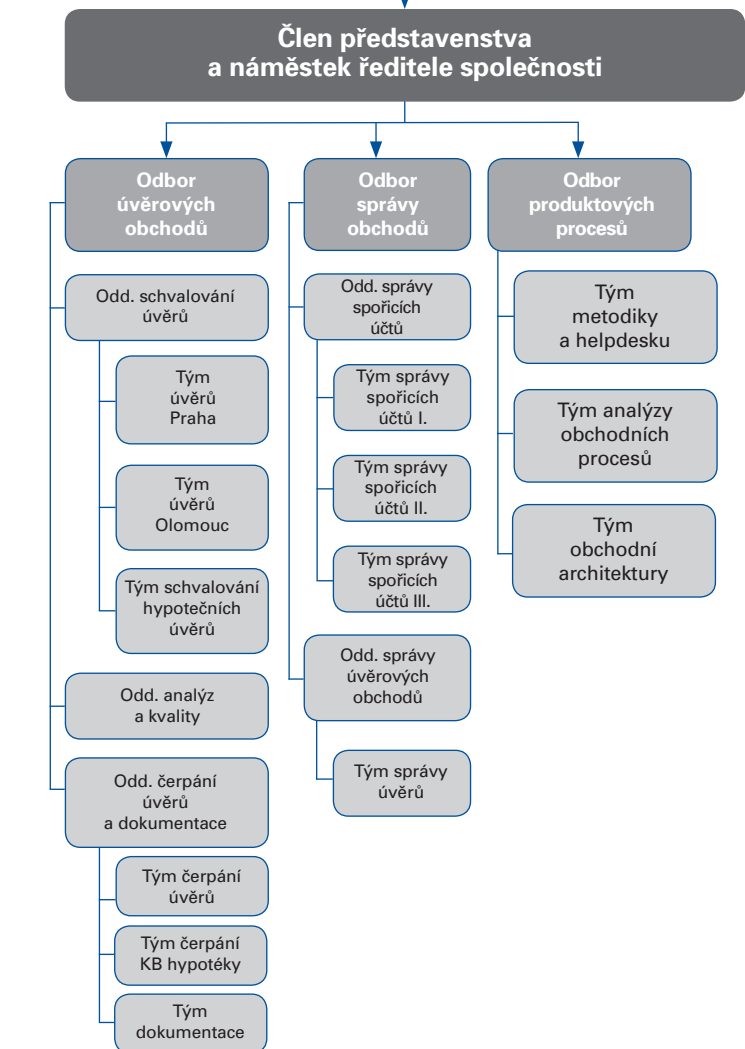 Člen představenstva
a náměstek ředitele společnosti
Odbor
úvěrových
obchodů
Odd. schvalování
úvěrů
Tým
úvěrů
Praha
Tým
úvěrů
Olomouc
Tým schvalování
hypotečních
úvěrů
Odd. analýz
a kvality
Odd. čerpání
úvěrů
a dokumentace
Tým čerpání
úvěrů
Tým čerpání
KB hypotéky
Tým
dokumentace
Odbor
správy
obchodů
Odd. správy
spořicích
účtů
Tým správy
spořicích
účtů I.
Tým správy
spořicích
účtů II.
Tým správy
spořicích
účtů III.
Odd. správy
úvěrových
obchodů
Tým správy
úvěrů
Odbor
produktových
procesů
Tým
metodiky
a helpdesku
Tým analýzy
obchodních
procesů
Tým
obchodní
architektury